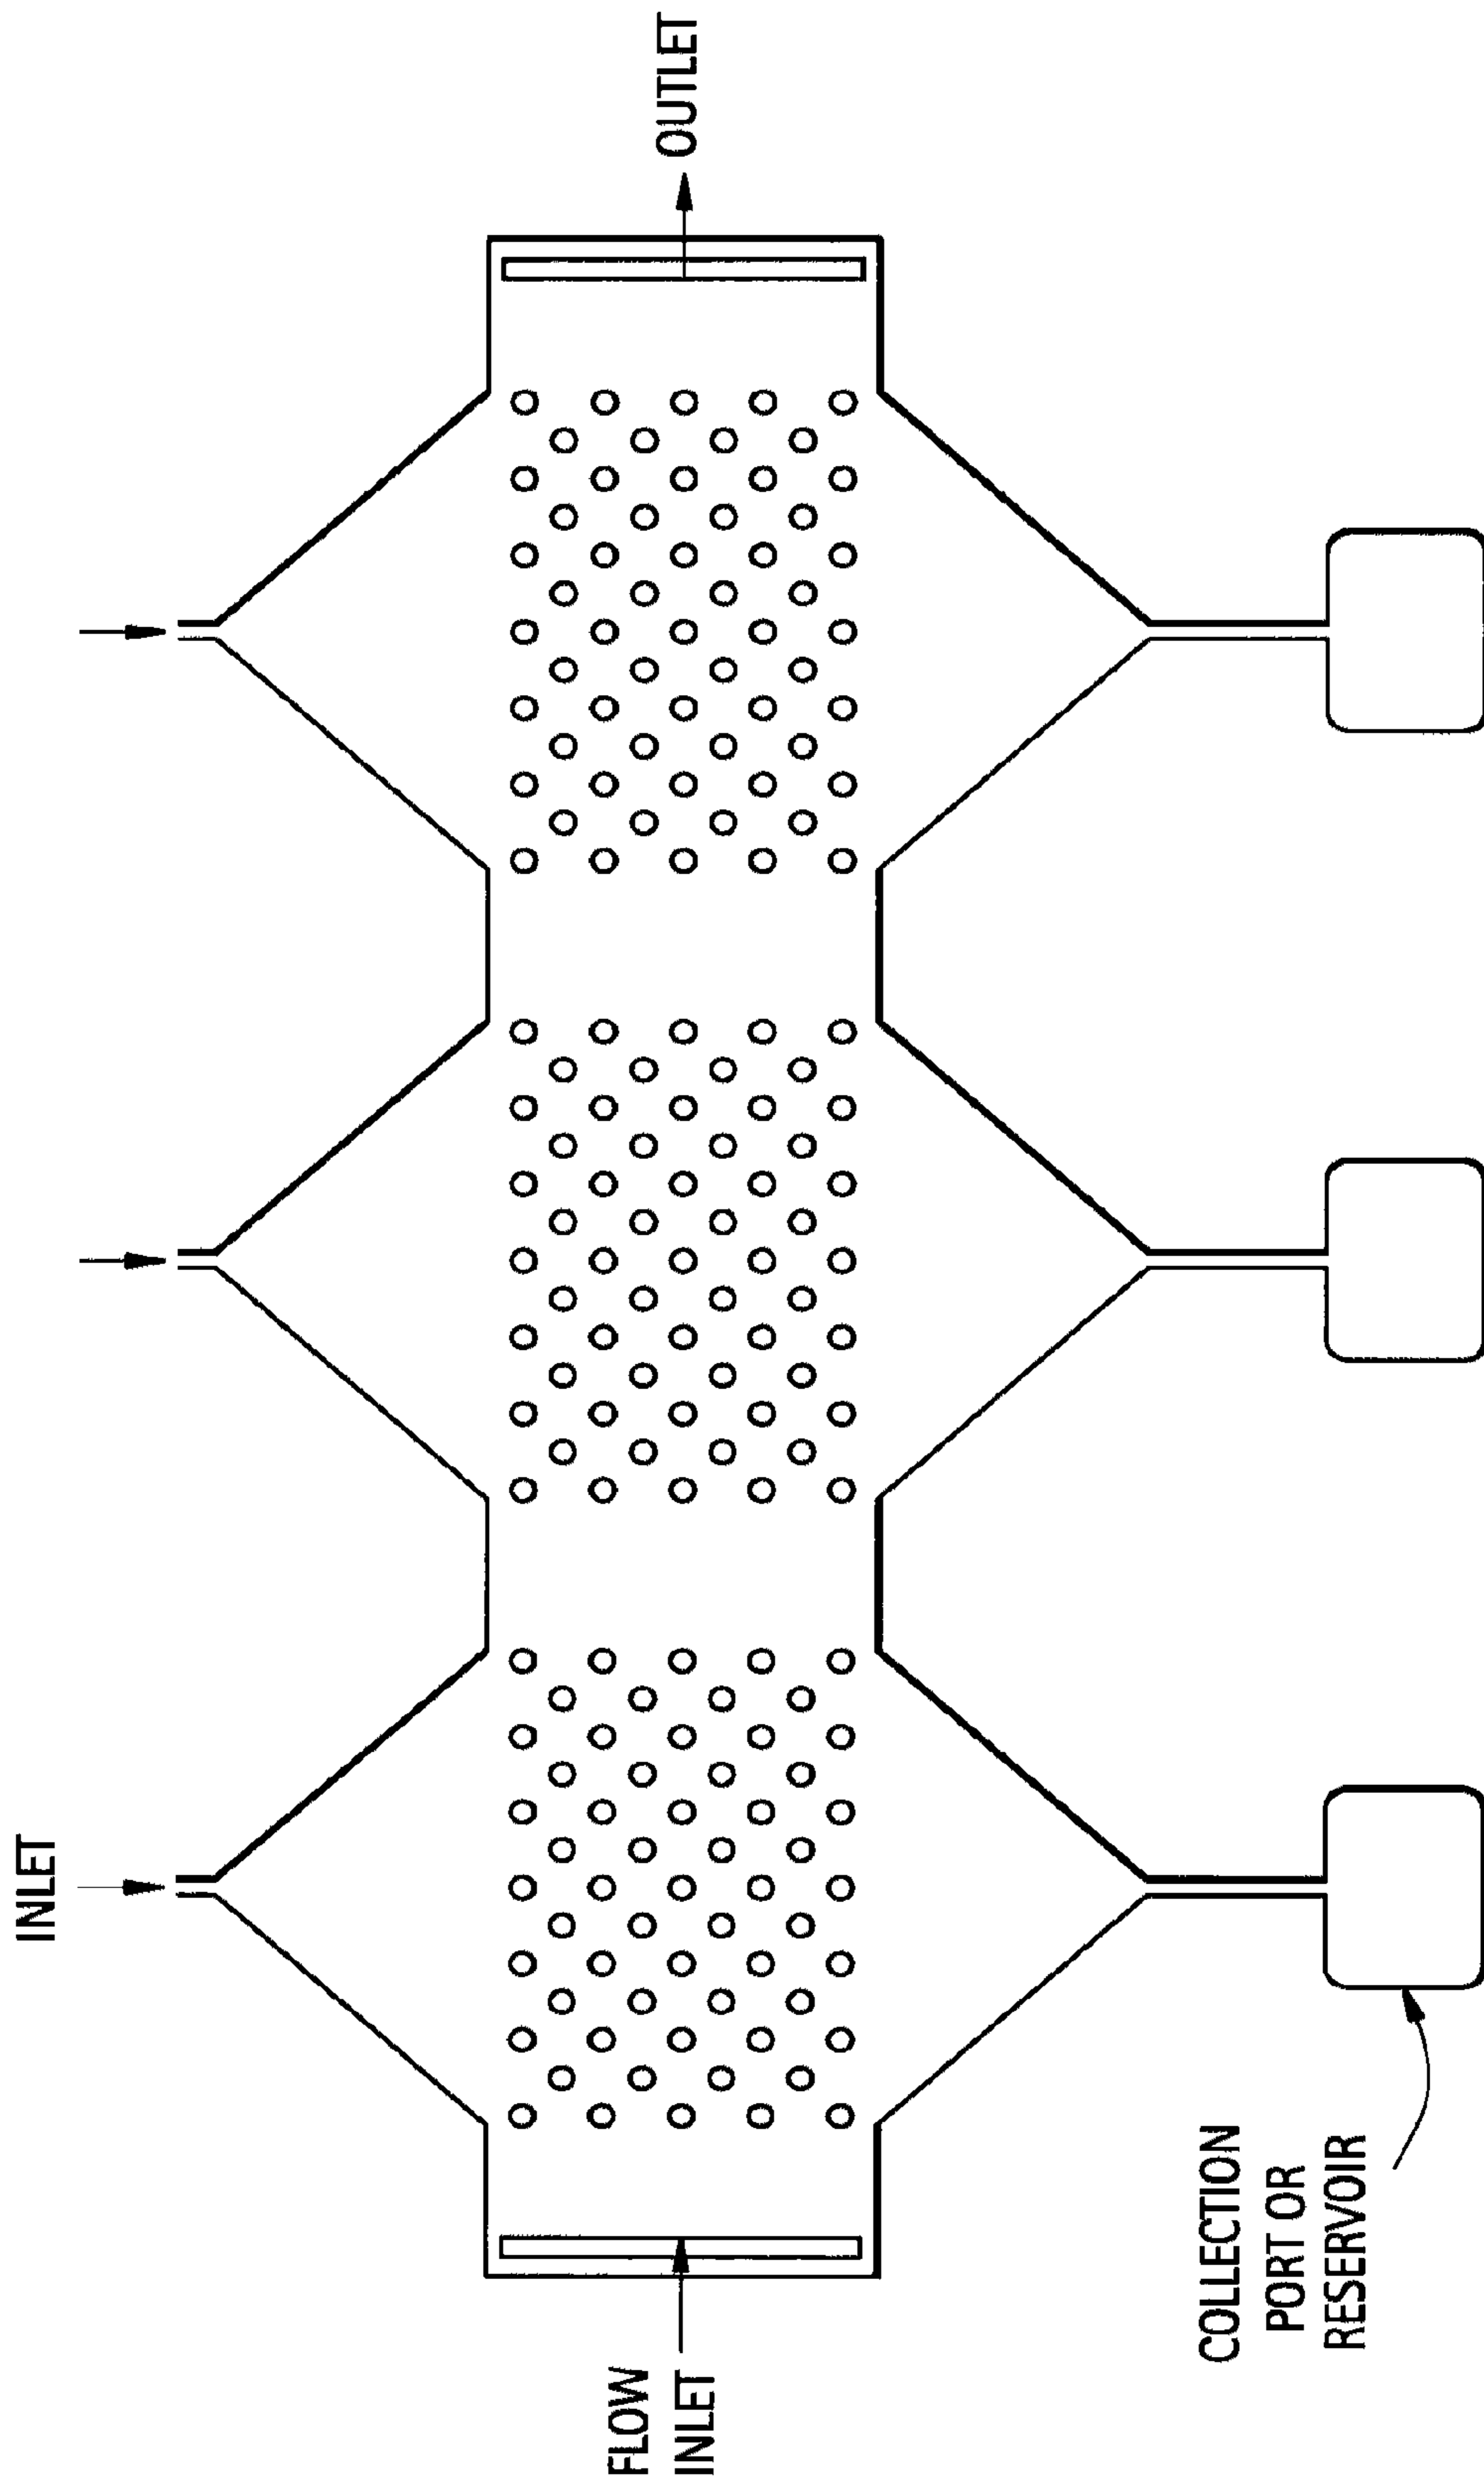 INLET
FLOW
INLET
OUTLET
COLLECTION
PORT OR
RESERVOIR